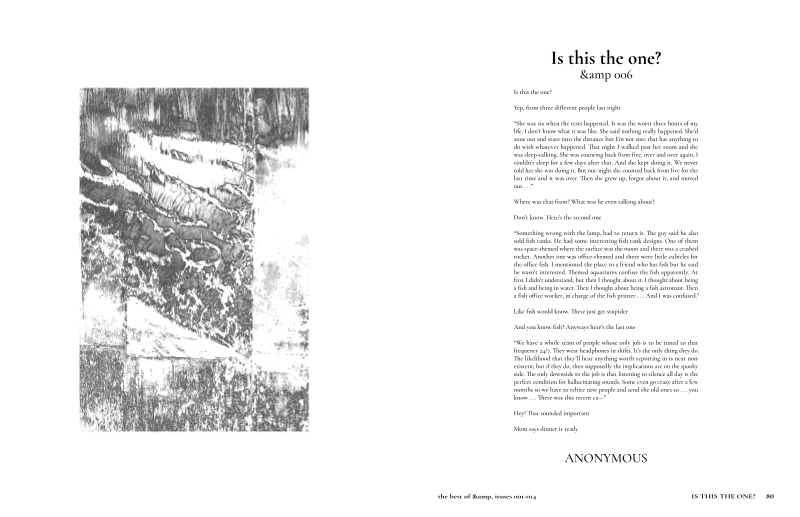 Is this the one?
&amp 006
Is this the one?
Yep, from three different people last night
“She was six when the tests happened. It was the worst three hours of my
life. I don't know what it was like. She said nothing really happened. She'd
zone out and stare into the distance but I'm not sure that has anything to
do with whatever happened. That night I walked past her room and she
was sleep-talking. She was counting back from five, over and over again. I
couldn't sleep for a few days after that. And she kept doing it. We never
told her she was doing it. But one night she counted back from five for the
last time and it was over. Then she grew up, forgot about it, and moved
out . . .”
Where was that from? What was he even talking about?
Don't know. Here's the second one
“Something wrong with the lamp, had to return it. The guy said he also
sold fish tanks. He had some interesting fish tank designs. One of them
was space-themed where the surface was the moon and there was a crashed
rocket. Another one was office-themed and there were little cubicles for
the office fish. I mentioned the place to a friend who has fish but he said
he wasn't interested. Themed aquariums confuse the fish apparently. At
first I didn't understand; but then I thought about it. I thought about being
a fish and being in water. Then I thought about being a fish astronaut. Then
a fish office worker, in charge of the fish printer . . . And I was confused.”
Like fish would know. These just get stupider
And you know fish? Anyways here's the last one
“We have a whole team of people whose only job is to be tuned to that
frequency 24/7. They wear headphones in shifts. It's the only thing they do.
The likelihood that they'll hear anything worth reporting in is near non-
existent; but if they do, then supposedly the implications are on the spooky
side. The only downside to the job is that listening to silence all day is the
perfect condition for hallucinating sounds. Some even go crazy after a few
months so we have to rehire new people and send the old ones to . . . you
know . . . There was this recent ca—”
Hey! That sounded important
Mom says dinner is ready
ANONYMOUS
the best of &amp, issues 001-014
IS THIS THE ONE? 80